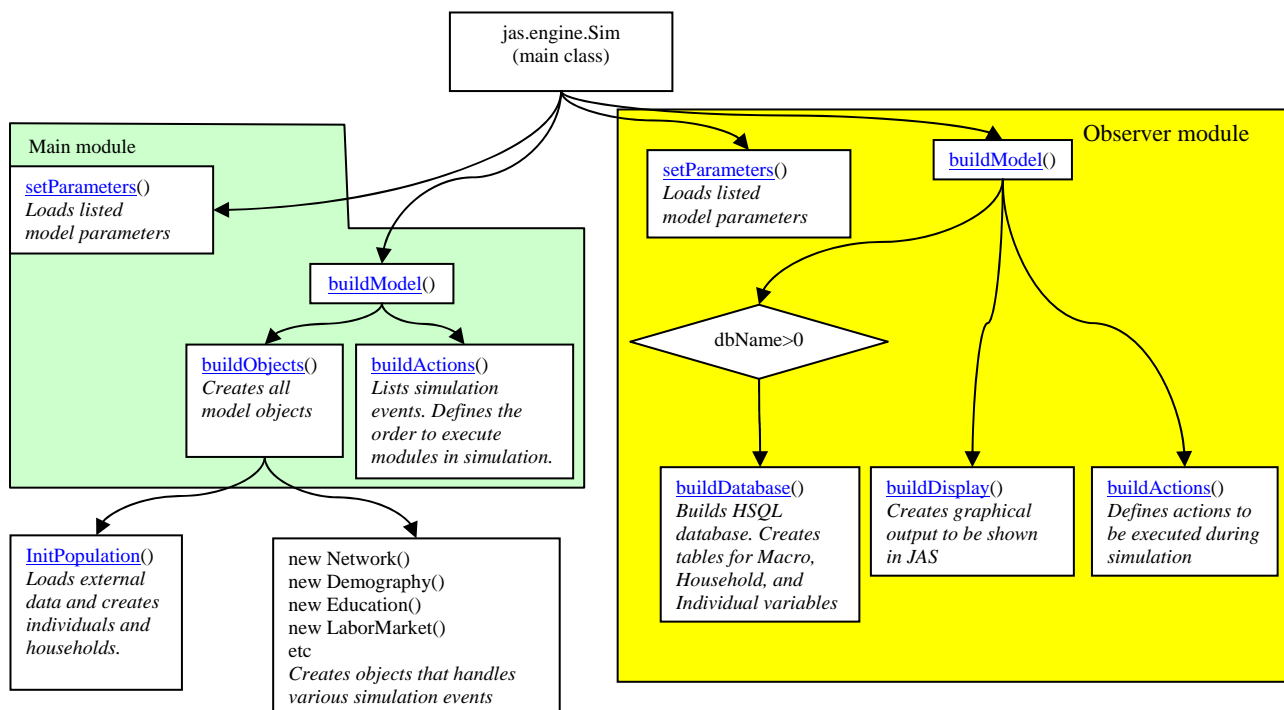 jas.engine.Sim
(main class)
Main module
setParameters()
Loads listed
model parameters
buildModel()
buildObjects()
Creates all
model objects
buildActions()
Lists simulation
events. Defines the
order to execute
modules in simulation.
InitPopulation()
Loads external
data and creates
individuals and
households.
new Network()
new Demography()
new Education()
new LaborMarket()
etc
Creates objects that handles
various simulation events
Observer module
setParameters()
Loads listed
model parameters
buildModel()
dbName>0
buildDatabase()
Builds HSQL
database. Creates
tables for Macro,
Household, and
Individual variables
buildDisplay()
Creates graphical
output to be shown
in JAS
buildActions()
Defines actions to
be executed during
simulation